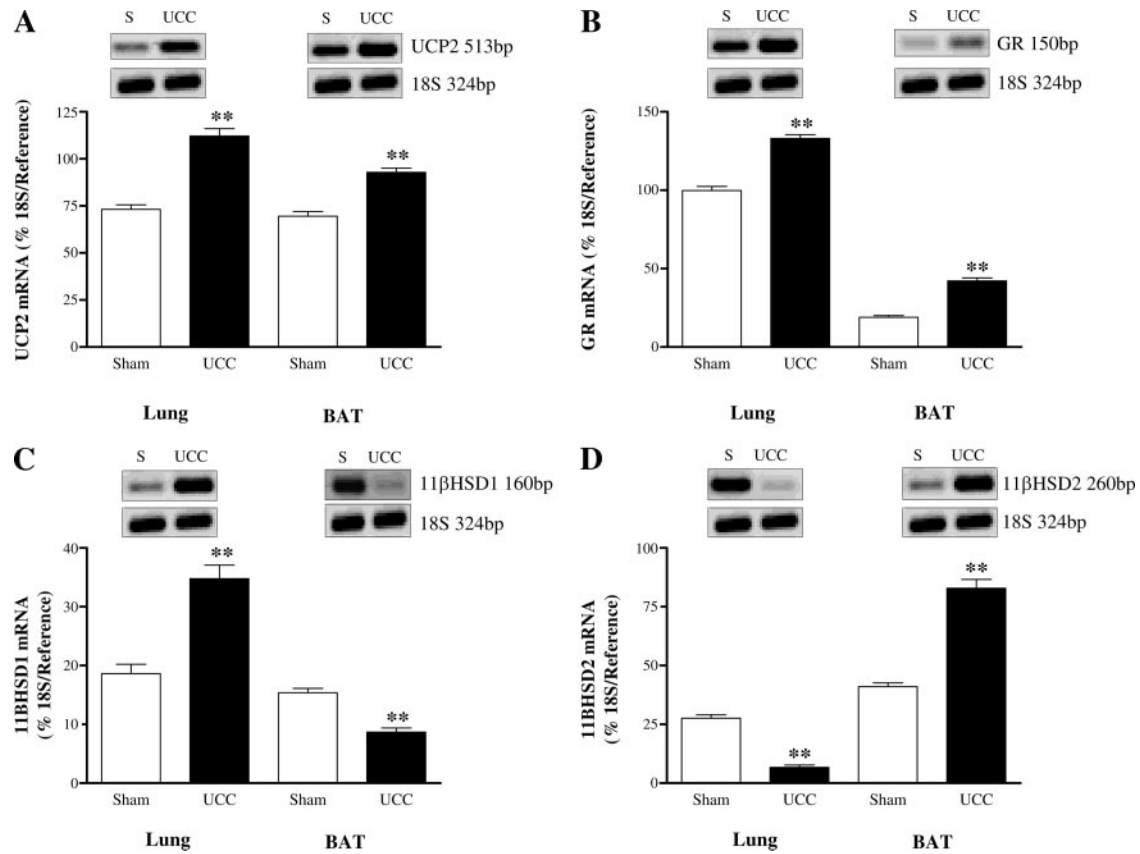 A
S UCC
UCC
S
UCP2 513bp
18S 324bp
UCP2 mRNA (% 18S/Reference)
125
100
75
50
25
0
**
**
Sham UCC Sham UCC
Lung BAT
B
S UCC
S UCC
GR 150bp
18S 324bp
GR mRNA (% 18S/Reference)
150
100
50
0
**
**
Sham UCC Sham UCC
Lung BAT
C
S UCC
S UCC
11βHSD1 160bp
18S 324bp
11BHSD1 mRNA
(% 18S/Reference)
40
30
20
10
0
**
**
Sham UCC Sham UCC
Lung BAT
D
S UCC
S UCC
11βHSD2 260bp
18S 324bp
11BHSD2 mRNA
(% 18S/Reference)
100
75
50
25
0
**
**
Sham UCC Sham UCC
Lung BAT